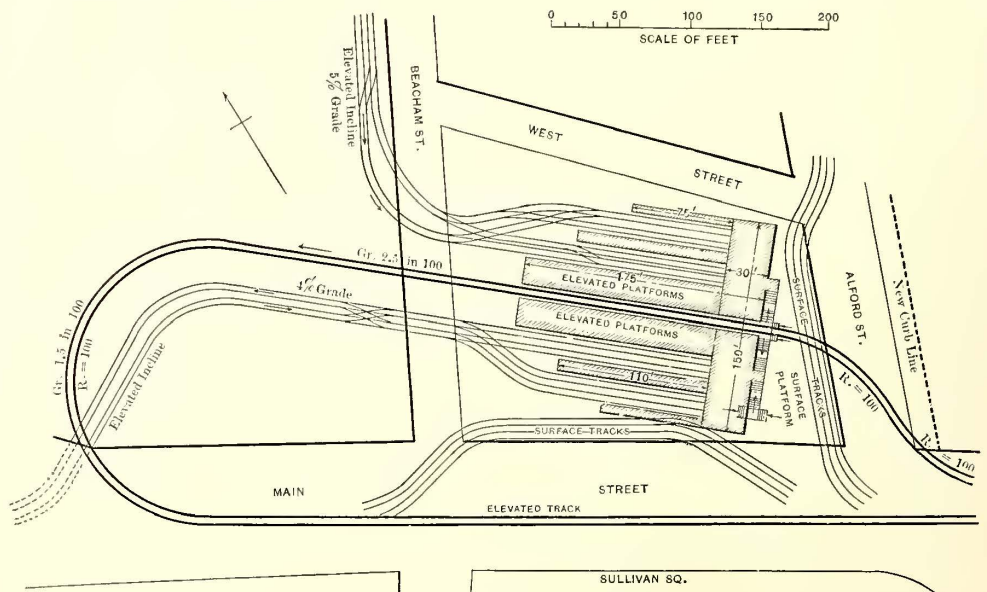 0 50 100 150 200
SCALE OF FEET
Elevated Incline
5% Grade
BEACHAM ST.
WEST
STREET
75'
Gr. 2.5 in 100
175'
30'
ELEVATED PLATFORMS
ELEVATED PLATFORMS
150'
110'
4% Grade
Gr. 1.5 in 100
R. = 100
Elevated Incline
SURFACE
TRACKS
SURFACE
PLATFORM
ALFORD ST.
New Curb Line
R. = 100
R. = 100
SURFACE TRACKS
MAIN
STREET
ELEVATED TRACK
SULLIVAN SQ.